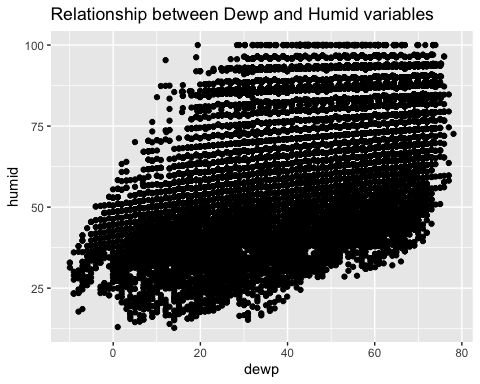 Relationship between Dewp and Humid variables
100
75
50
25
humid
0 20 40 60 80
dewp